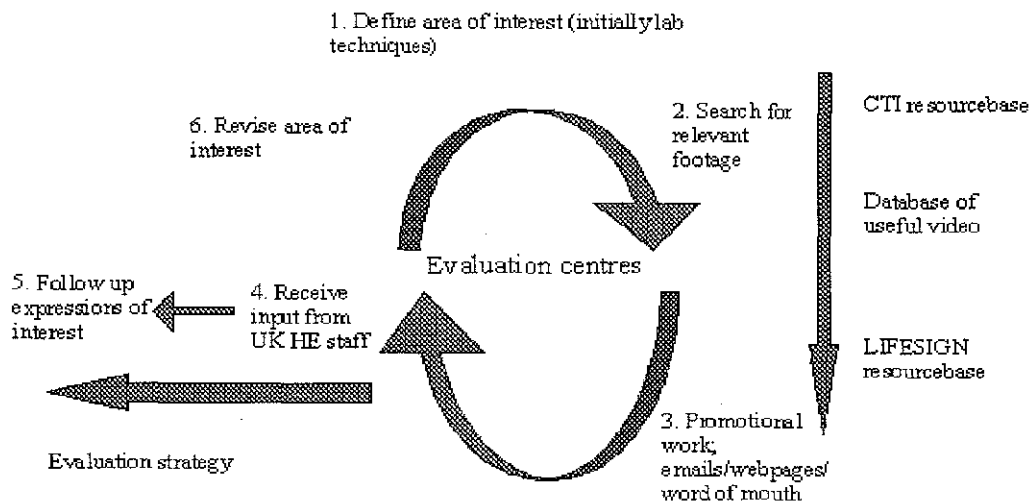 1. Define area of interest (initially lab
techniques)
6. Revise area of
interest
2. Search for
relevant
footage
CTI resourcebase
Database of
useful video
Evaluation centres
5. Follow up
expressions of
interest
4. Receive
input from
UK HE staff
LIFESIGN
resourcebase
3. Promotional
work;
emails/webpages/
word of mouth
Evaluation strategy